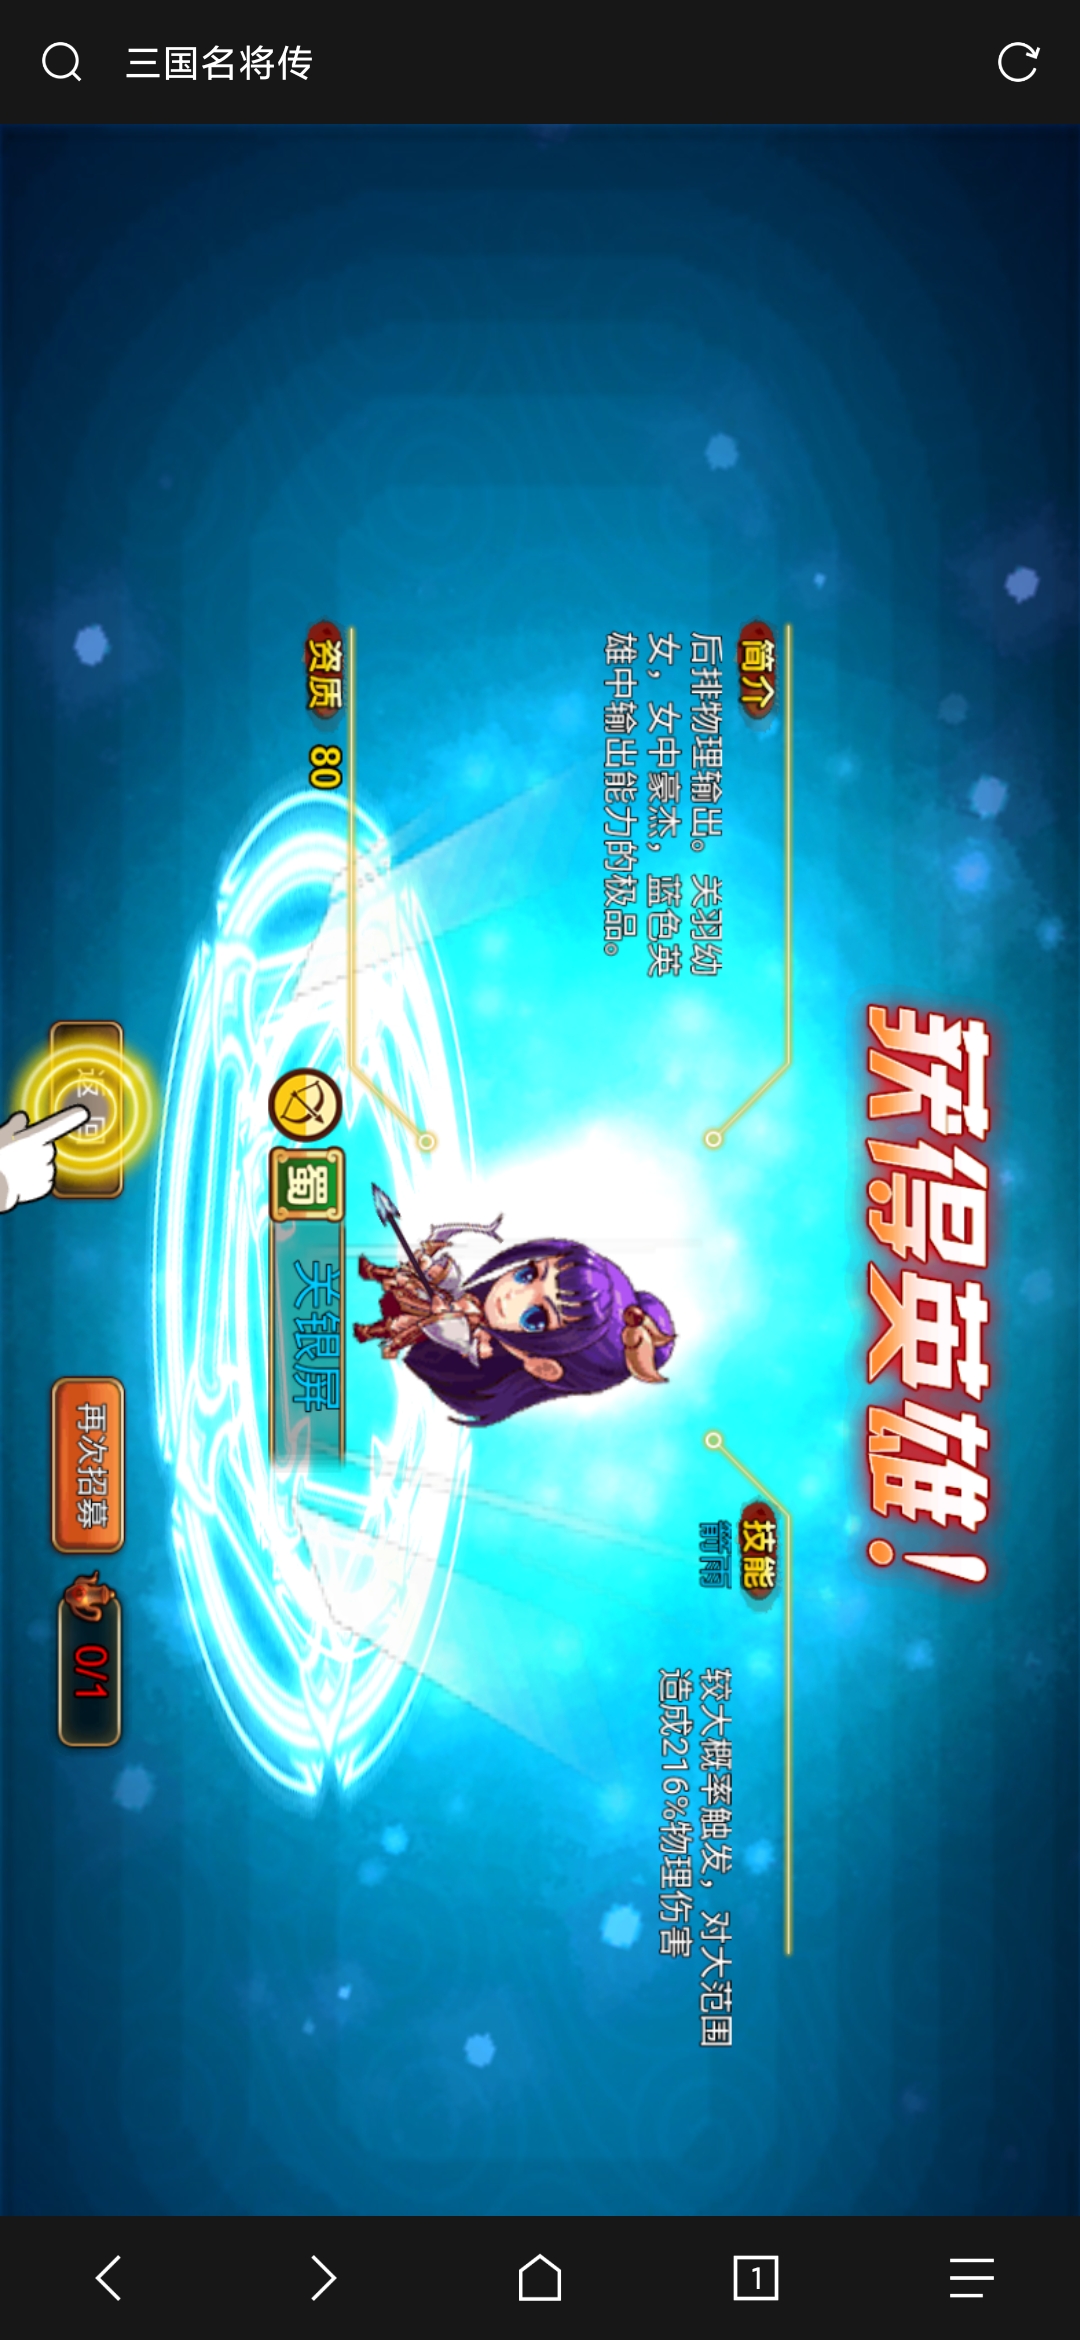 三国名将传
获得英雄！
简介
后排物理输出。关羽幼
女，女中豪杰，蓝色英
雄中输出能力的极品。
技能
箭雨
较大概率触发，对大范围
造成216%物理伤害
资质 80
蜀
关银屏
返回
再次招募
0/1
1